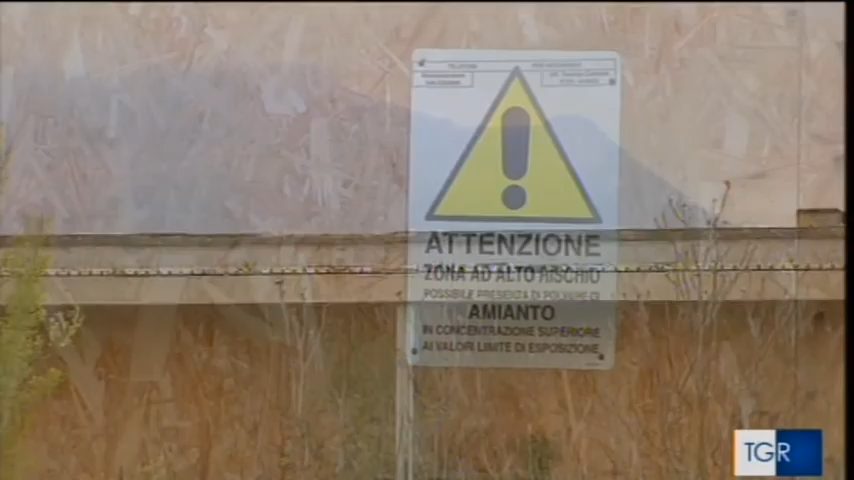 ATTENZIONE
ZONA AD ALTO RISCHIO
POSSIBILE PRESENZA DI POLVERE DI
AMIANTO
IN CONCENTRAZIONE SUPERIORE
AI VALORI LIMITE DI ESPOSIZIONE
TGR